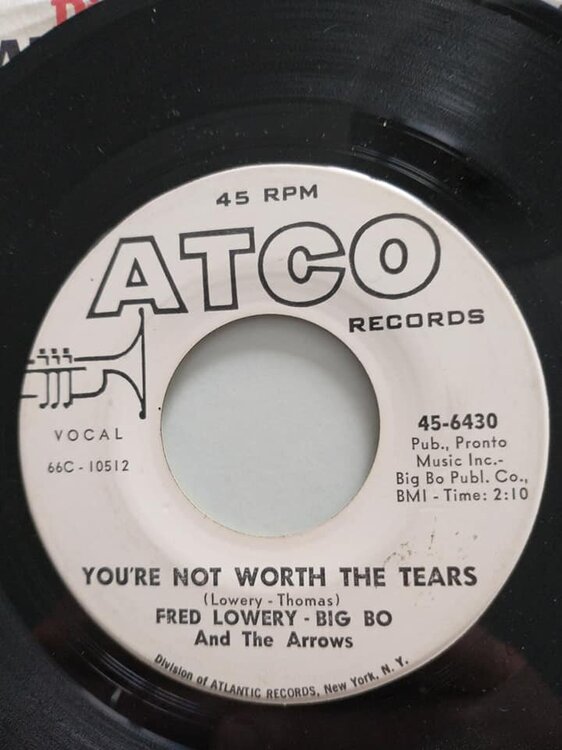 45 RPM
ATCO
RECORDS
VOCAL
66C - 10512
45-6430
Pub., Pronto
Music Inc.-
Big Bo Publ. Co.,
BMI - Time: 2:10
YOU'RE NOT WORTH THE TEARS
(Lowery - Thomas)
FRED LOWERY - BIG BO
And The Arrows
Division of ATLANTIC RECORDS, New York, N. Y.